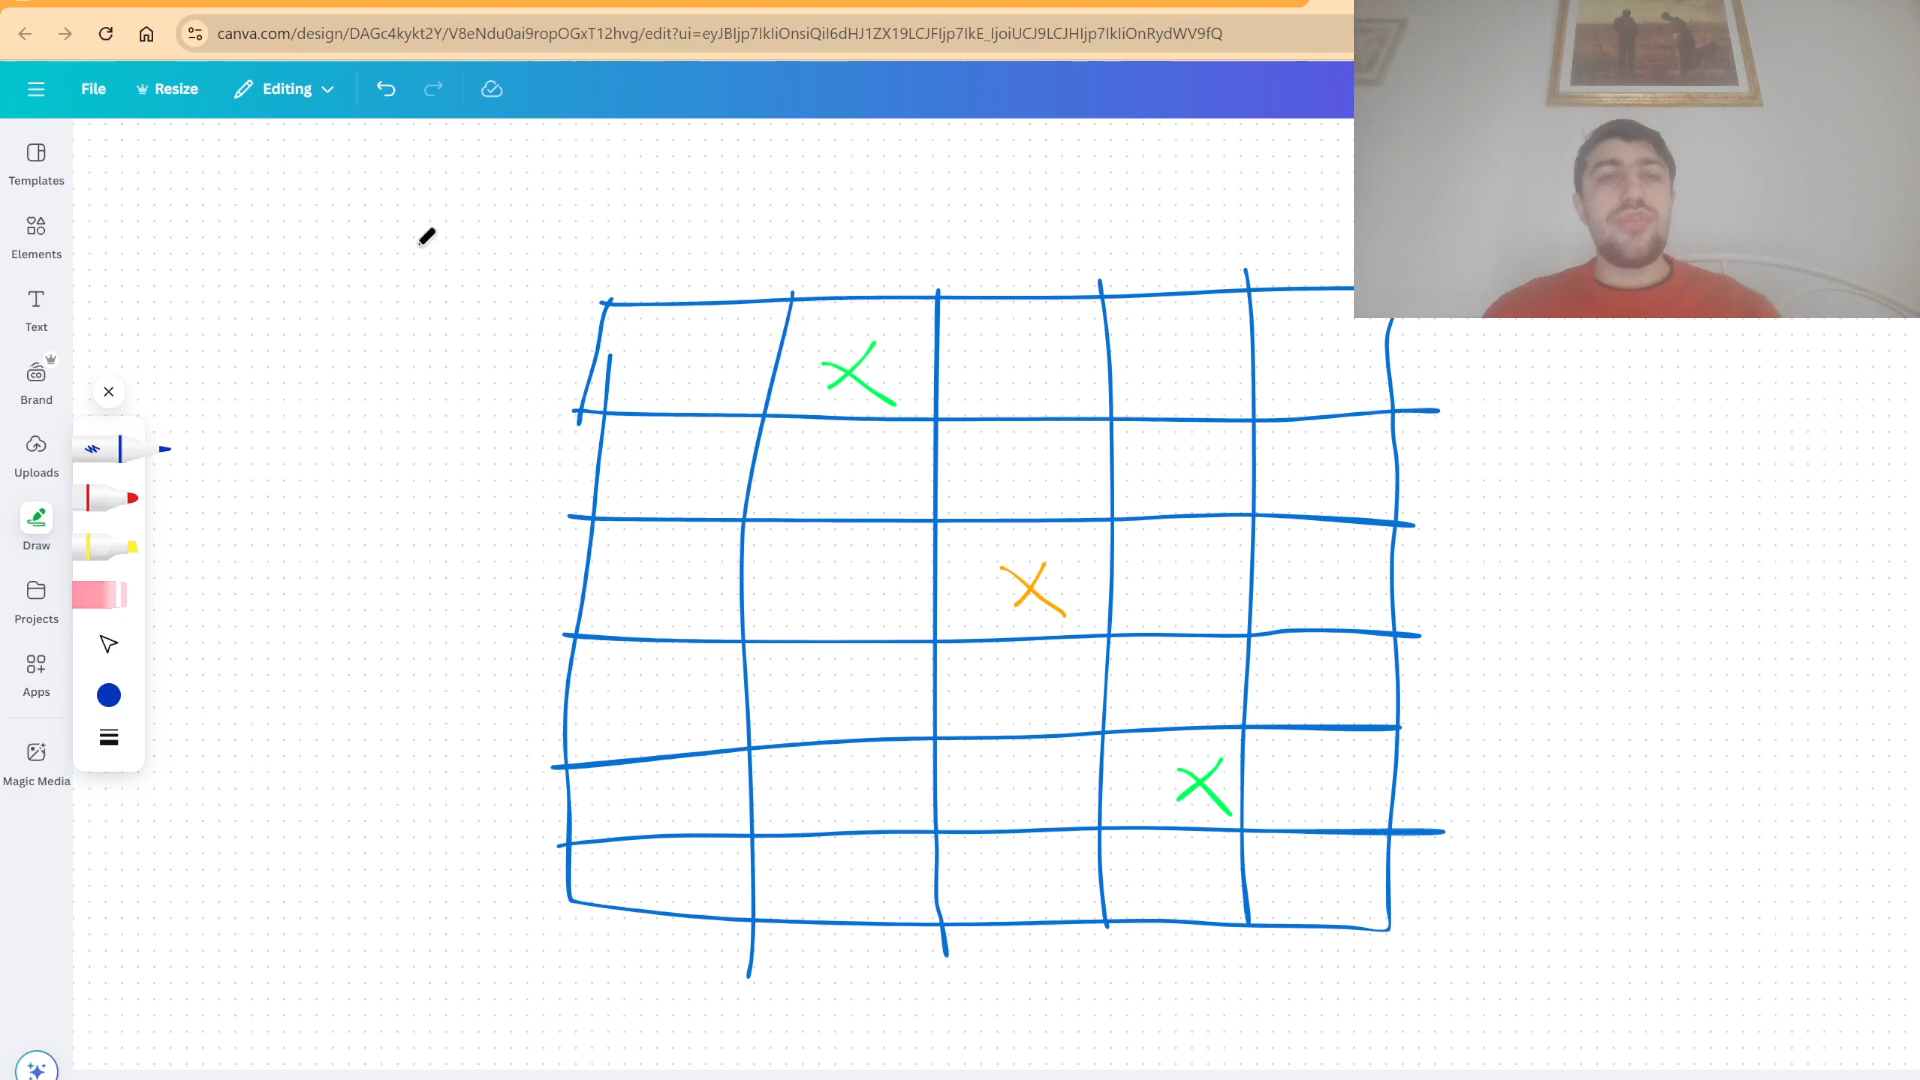 canva.com/design/DAGc4kykt2Y/V8eNdu0ai9ropOGxT12hvg/edit?ui=eyJBIjp7IkIiOnsiQiI6dHJ1ZX19LCJFIjp7IkE_IjoiUCJ9LCJHIjp7IkIiOnRydWV9fQ
File
Resize
Editing
Templates
Elements
Text
Brand
Uploads
Draw
Projects
Apps
Magic Media
X
X
X